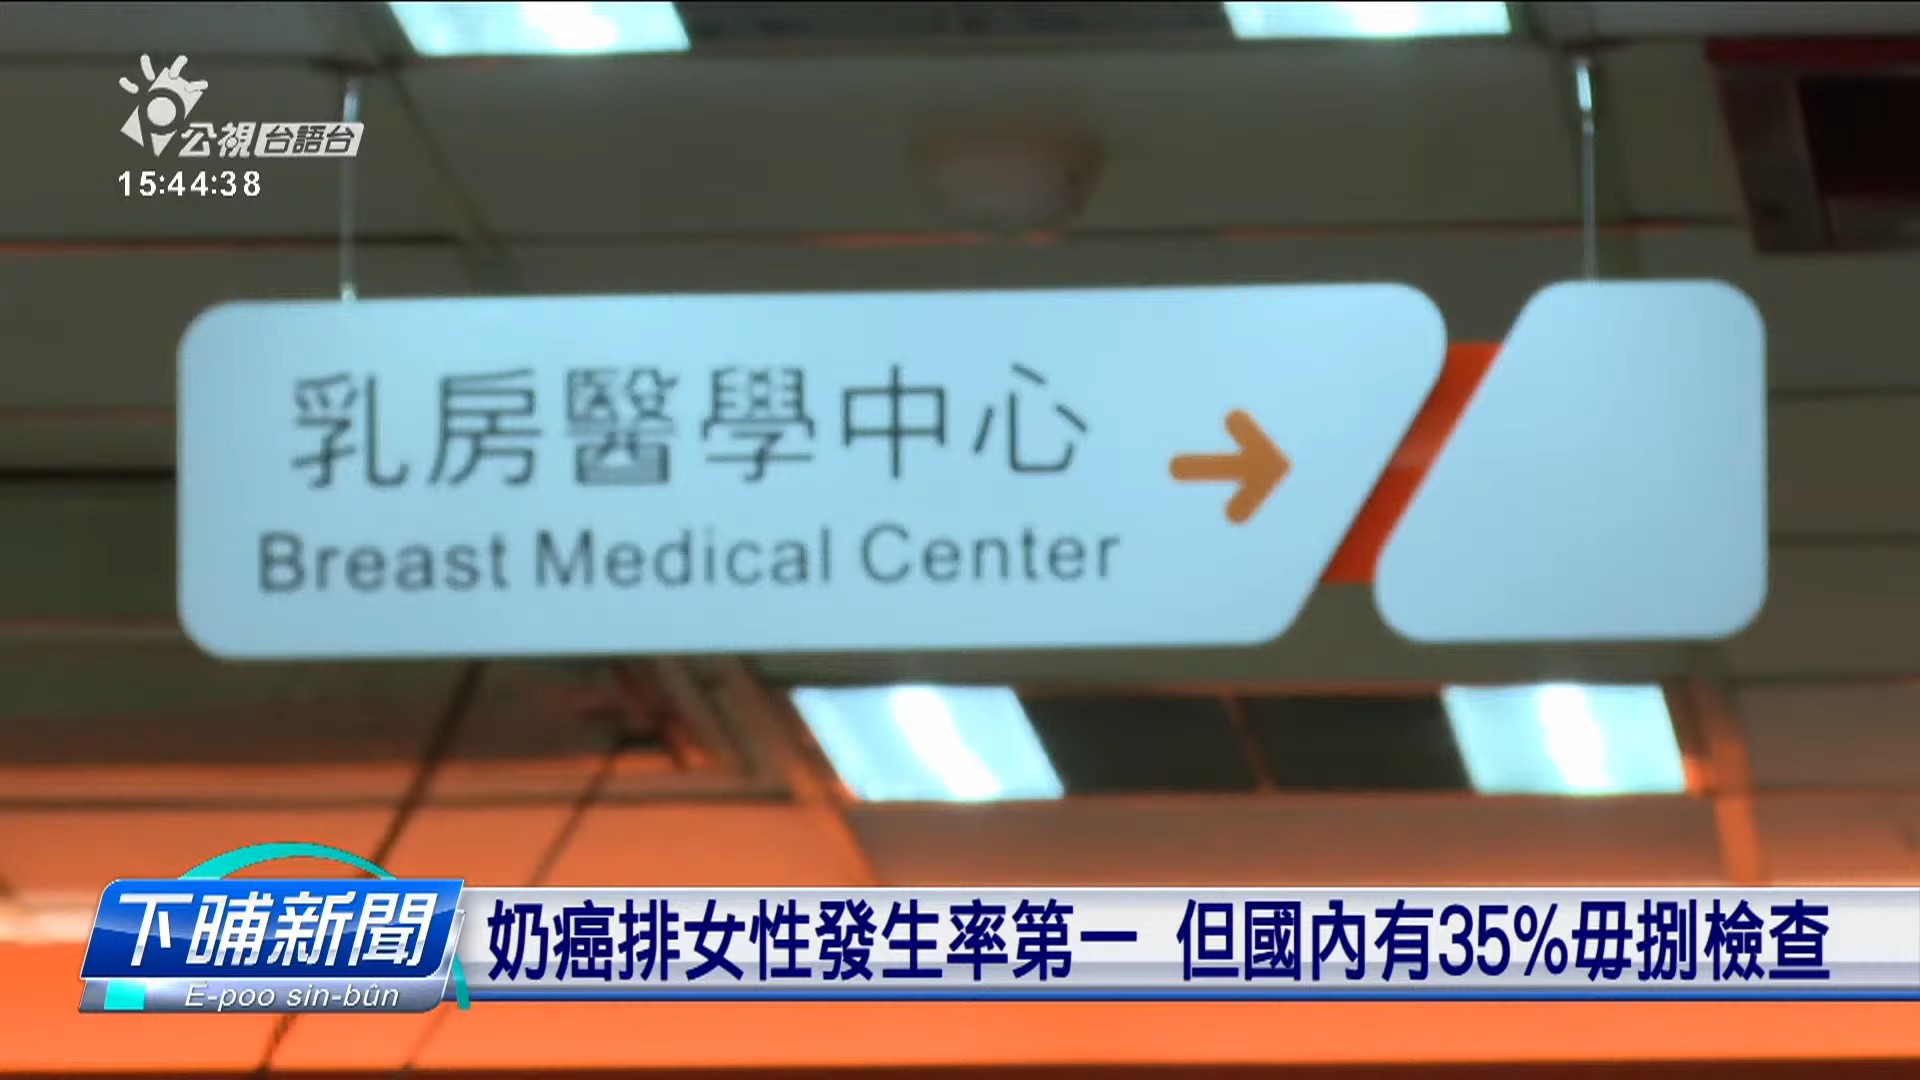 公視台語台
15:44:38
乳房醫學中心
Breast Medical Center
下晡新聞
Ē-poo sin-bûn
奶癌排女性發生率第一 但國內有35%毋捌檢查